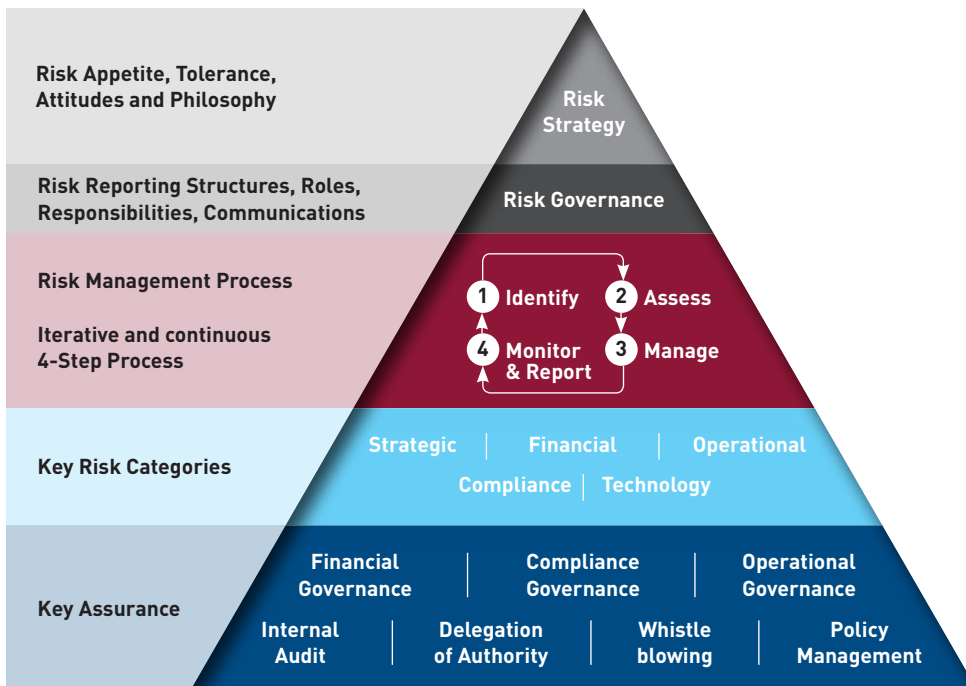 Risk Appetite, Tolerance,
Attitudes and Philosophy
Risk
Strategy
Risk Reporting Structures, Roles,
Responsibilities, Communications
Risk Governance
Risk Management Process
Iterative and continuous
4-Step Process
1 Identify
2 Assess
4 Monitor
& Report
3 Manage
Key Risk Categories
Strategic
Financial
Operational
Compliance
Technology
Key Assurance
Financial
Governance
Compliance
Governance
Operational
Governance
Internal
Audit
Delegation
of Authority
Whistle
blowing
Policy
Management